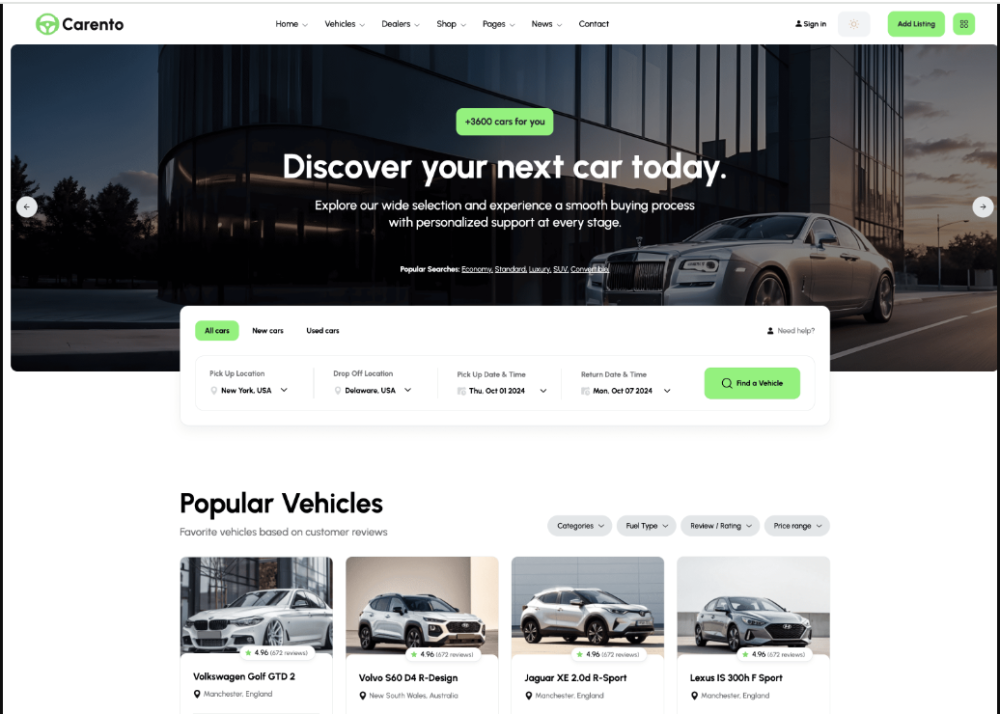 Carento
Home Vehicles Dealers Shop Pages News Contact
Sign in
Add Listing
+3600 cars for you
Discover your next car today.
Explore our wide selection and experience a smooth buying process
with personalized support at every stage.
Popular Searches: Economy, Standard, Luxury, SUV, Convertible.
All cars New cars Used cars
Need help?
Pick Up Location Drop Off Location Pick Up Date & Time Return Date & Time
New York, USA Delaware, USA Thu, Oct 01 2024 Mon, Oct 07 2024
Find a Vehicle
Popular Vehicles
Favorite vehicles based on customer reviews
Categories Fuel Type Review / Rating Price range
4.96 (672 reviews) 4.96 (672 reviews) 4.96 (672 reviews) 4.96 (672 reviews)
Volkswagen Golf GTD 2 Volvo S60 D4 R-Design Jaguar XE 2.0d R-Sport Lexus IS 300h F Sport
Manchester, England New South Wales, Australia Manchester, England Manchester, England